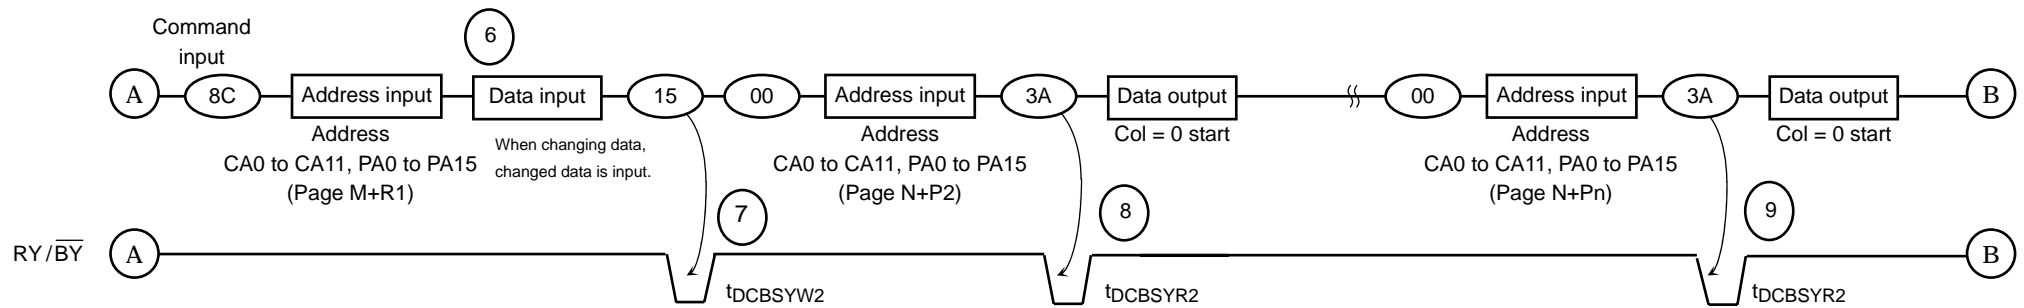 Command
input
6
A 8C Address input Data input 15 00 Address input 3A Data output 00 Address input 3A Data output B
Address
CA0 to CA11, PA0 to PA15
(Page M+R1)
When changing data,
changed data is input.
Address
CA0 to CA11, PA0 to PA15
(Page N+P2)
Col = 0 start
Address
CA0 to CA11, PA0 to PA15
(Page N+Pn)
Col = 0 start
7
8
9
RY/BY A B
tDCBSYW2
tDCBSYR2
tDCBSYR2